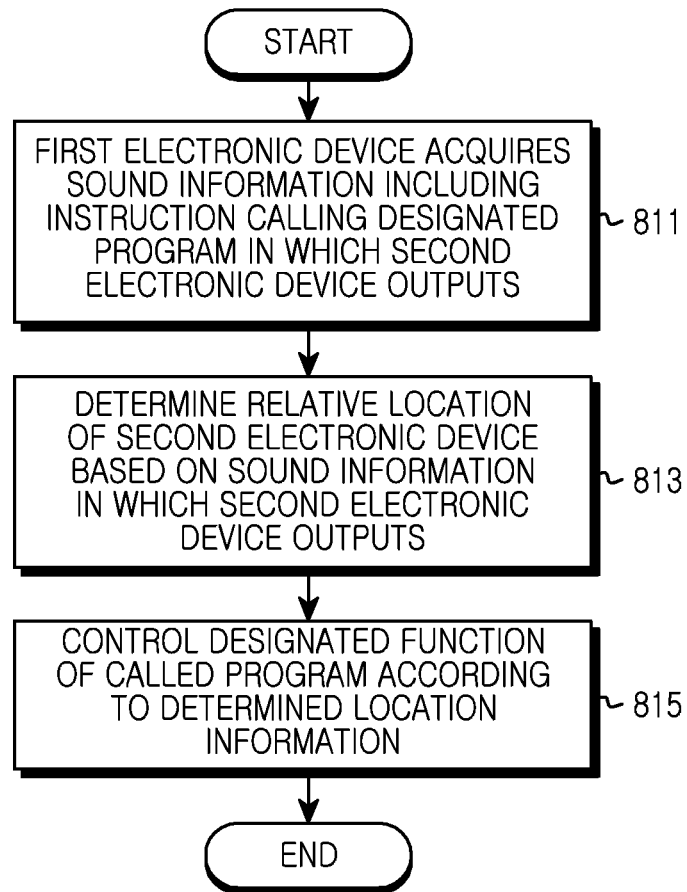 START
FIRST ELECTRONIC DEVICE ACQUIRES
SOUND INFORMATION INCLUDING
INSTRUCTION CALLING DESIGNATED
PROGRAM IN WHICH SECOND
ELECTRONIC DEVICE OUTPUTS
811
DETERMINE RELATIVE LOCATION
OF SECOND ELECTRONIC DEVICE
BASED ON SOUND INFORMATION
IN WHICH SECOND ELECTRONIC
DEVICE OUTPUTS
813
CONTROL DESIGNATED FUNCTION
OF CALLED PROGRAM ACCORDING
TO DETERMINED LOCATION
INFORMATION
815
END